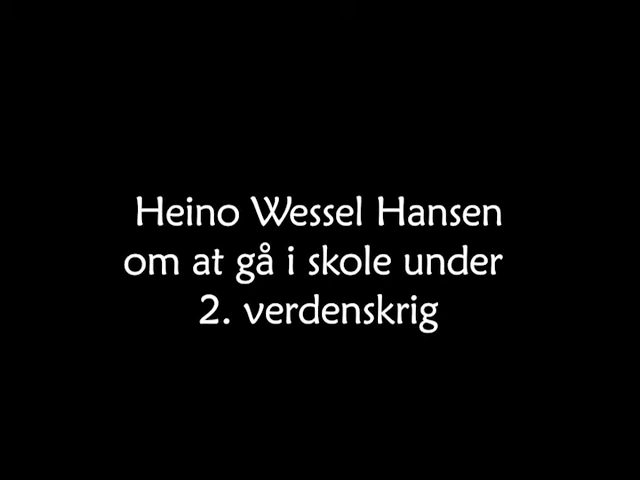 Heino Wessel Hansen
om at gå i skole under
2. verdenskrig